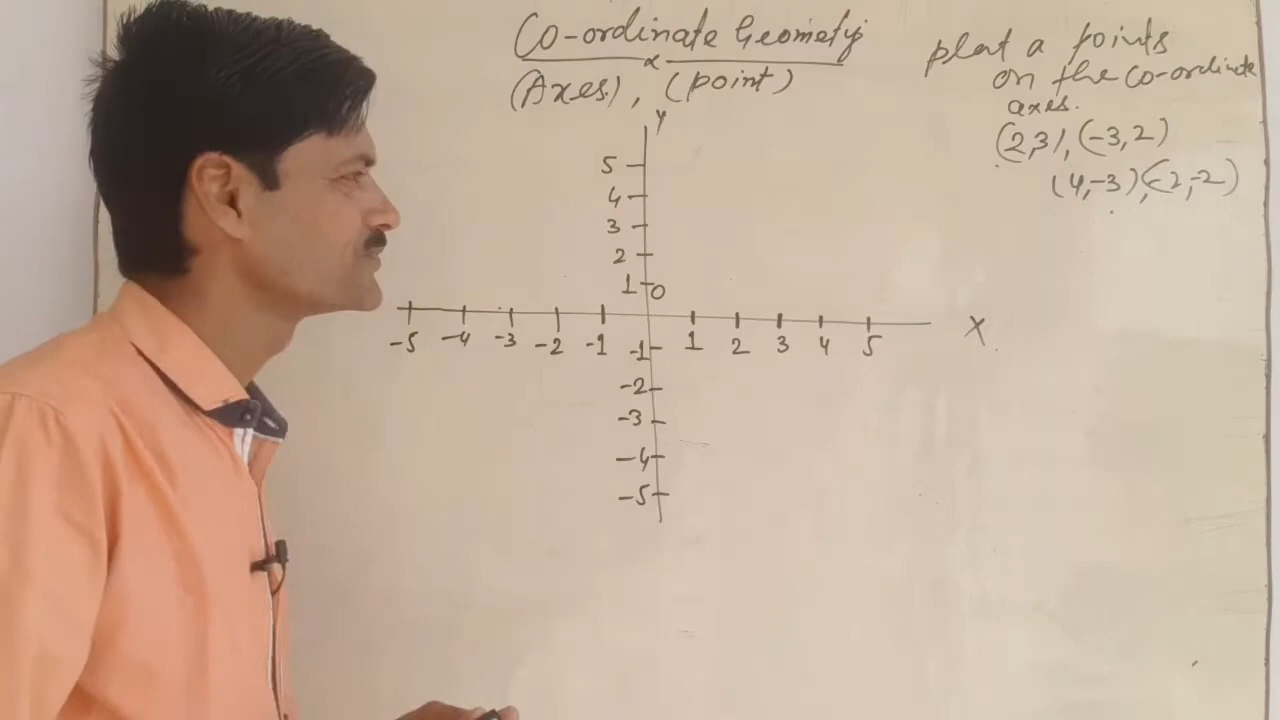 Co-ordinate Geometry
(Axes), (point)
plot a points
on the co-ordinate
axes.
(2,3), (-3,2)
(4,-3), (-2,-2)
Y
5
4
3
2
1 0
-5 -4 -3 -2 -1 1 2 3 4 5 X
-1
-2
-3
-4
-5